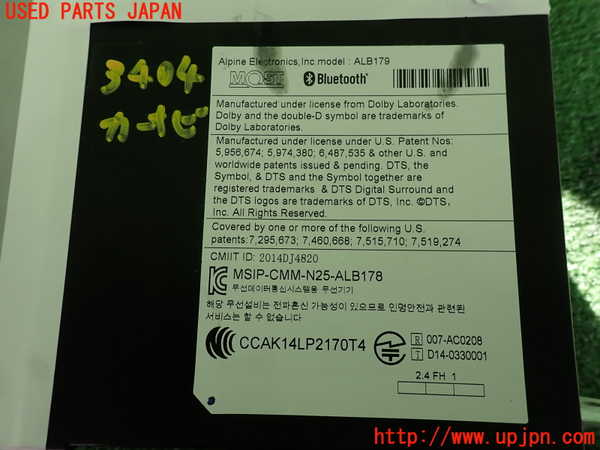 USED PARTS JAPAN
3404
カナビ
Alpine Electronics,Inc model : ALB179
MOST
Bluetooth
Manufactured under license from Dolby Laboratories.
Dolby and the double-D symbol are trademarks of
Dolby Laboratories.
Manufactured under license under U.S. Patent Nos:
5,956,674; 5,974,380; 6,487,535 & other U.S. and
worldwide patents issued & pending. DTS, the
Symbol, & DTS and the Symbol together are
registered trademarks & DTS Digital Surround and
the DTS logos are trademarks of DTS, Inc. ©DTS,
Inc. All Rights Reserved.
Covered by one or more of the following U.S.
patents:7,295,673; 7,460,668; 7,515,710; 7,519,274
CMIIT ID: 2014DJ4820
MSIP-CMM-N25-ALB178
무선데이터통신시스템용 무선기기
해당 무선설비는 전파혼신 가능성이 있으므로 인명안전과 관련된
서비스는 할 수 없음
CCAK14LP2170T4
R 007-AC0208
T D14-0330001
2.4 FH 1
http://www.upjpn.com/